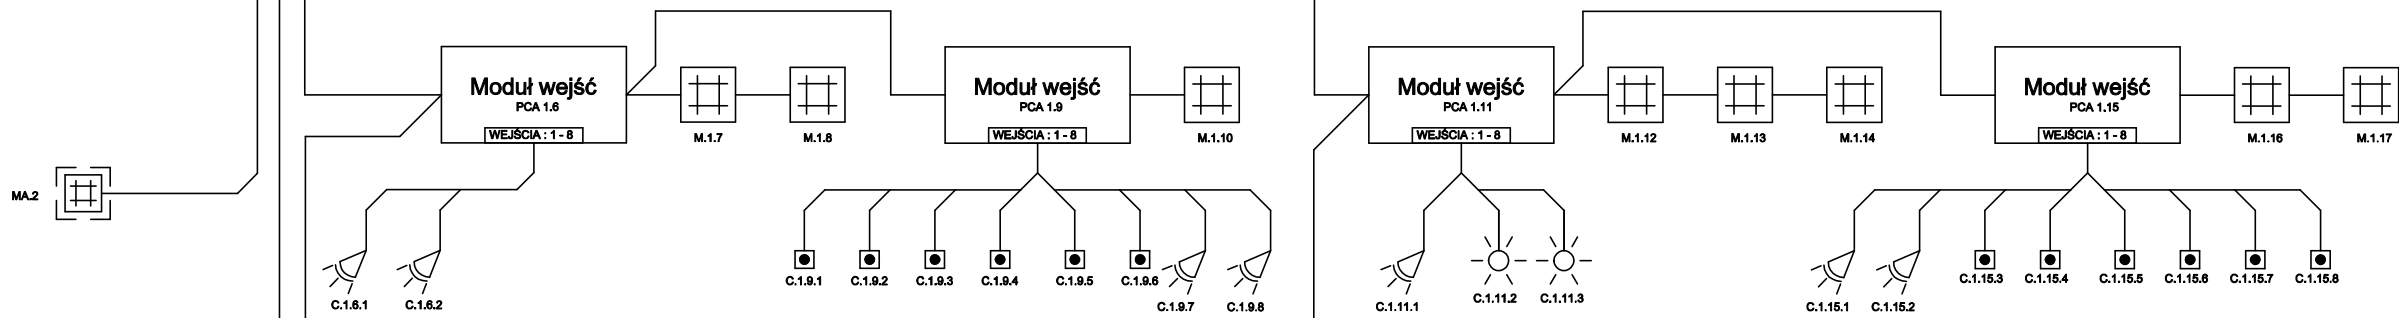 Moduł wejść
PCA 1.6
WEJŚCIA : 1 - 8
M.1.7
M.1.8
Moduł wejść
PCA 1.9
WEJŚCIA : 1 - 8
M.1.10
Moduł wejść
PCA 1.11
WEJŚCIA : 1 - 8
M.1.12
M.1.13
M.1.14
Moduł wejść
PCA 1.15
WEJŚCIA : 1 - 8
M.1.16
M.1.17
MA.2
C.1.6.1
C.1.6.2
C.1.9.1
C.1.9.2
C.1.9.3
C.1.9.4
C.1.9.5
C.1.9.6
C.1.9.7
C.1.9.8
C.1.11.1
C.1.11.2
C.1.11.3
C.1.15.1
C.1.15.2
C.1.15.3
C.1.15.4
C.1.15.5
C.1.15.6
C.1.15.7
C.1.15.8